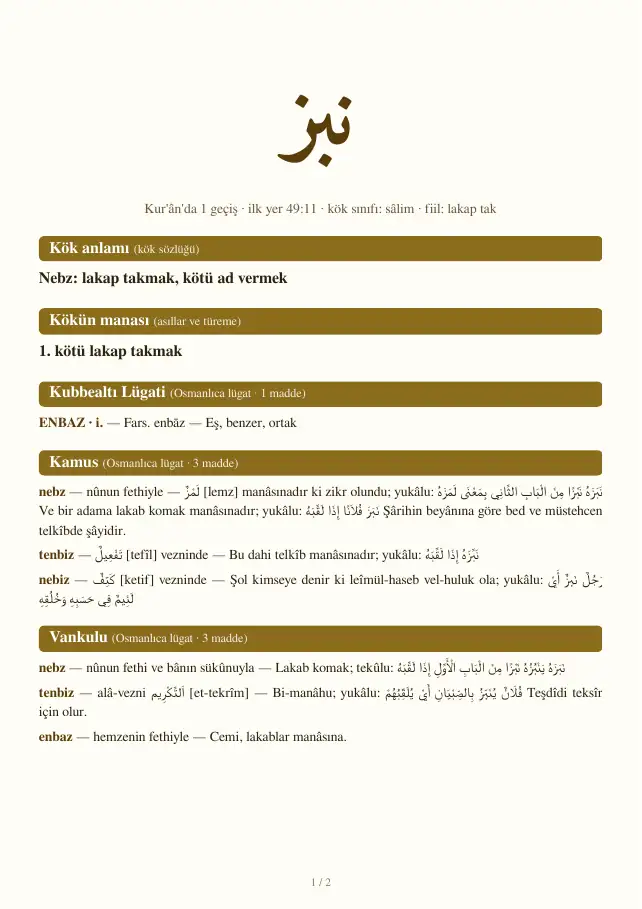 نبز
Kur'ân'da 1 geçiş · ilk yer 49:11 · kök sınıfı: sâlim · fiil: lakap tak
Kök anlamı (kök sözlüğü)
Nebz: lakap takmak, kötü ad vermek
Kökün manası (asıllar ve türeme)
1. kötü lakap takmak
Kubbealtı Lügati (Osmanlıca lügat · 1 madde)
ENBAZ · i. — Fars. enbāz — Eş, benzer, ortak
Kamus (Osmanlıca lügat · 3 madde)
nebz — nûnun fethiyle — لَمْزٌ [lemz] manâsınadır ki zikr olundu; yukâlu: نَبَزَهُ نَبْزًا مِنَ الْبَابِ الثَّانِي بِمَعْنَى لَمَزَهُ
Ve bir adama lakab komak manâsınadır; yukâlu: نَبَزَ فُلَانًا إِذَا لَقَّبَهُ Şârihin beyânına göre bed ve müstehcen
telkîbde şâyidir.
tenbiz — تَفْعِيلٌ [tefîl] vezninde — Bu dahi telkîb manâsınadır; yukâlu: نَبَّزَهُ إِذَا لَقَّبَهُ
nebiz — كَتِفٌ [ketif] vezninde — Şol kimseye denir ki leîmül-haseb vel-huluk ola; yukâlu: رَجُلٌ نَبِزٌ أَيْ
لَئِيمٌ فِي حَسَبِهِ وَخُلُقِهِ
Vankulu (Osmanlıca lügat · 3 madde)
nebz — nûnun fethi ve bânın sükûnuyla — Lakab komak; tekûlu: نَبَزَهُ يَنْبُزُهُ نَبْزًا مِنَ الْبَابِ الْأَوَّلِ إِذَا لَقَّبَهُ
tenbiz — alâ-vezni اَلتَّكْرِيم [et-tekrîm] — Bi-manâhu; yukâlu: فُلَانٌ يُنَبِّزُ بِالصِّبْيَانِ أَيْ يُلَقِّبُهُمْ Teşdîdi teksîr
için olur.
enbaz — hemzenin fethiyle — Cemi, lakablar manâsına.
1 / 2